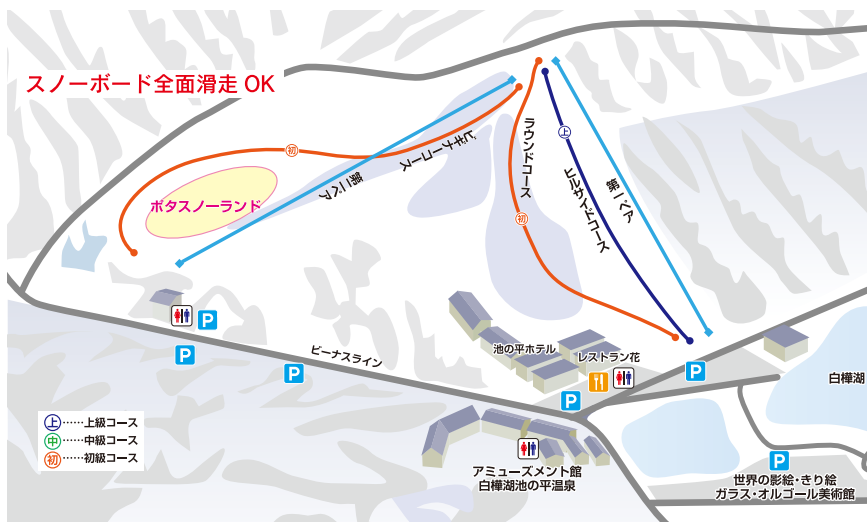 スノーボード全面滑走 OK
ラウンドコース
上
ビギナーコース
初
第一ペア
第二ペア
ヒルサイドコース
ポタスノーランド
初
P
P
P
ビーナスライン
池の平ホテル
レストラン花
P
P
白樺湖
上……上級コース
中……中級コース
初……初級コース
アミューズメント館
白樺湖池の平温泉
P
世界の影絵・きり絵
ガラス・オルゴール美術館